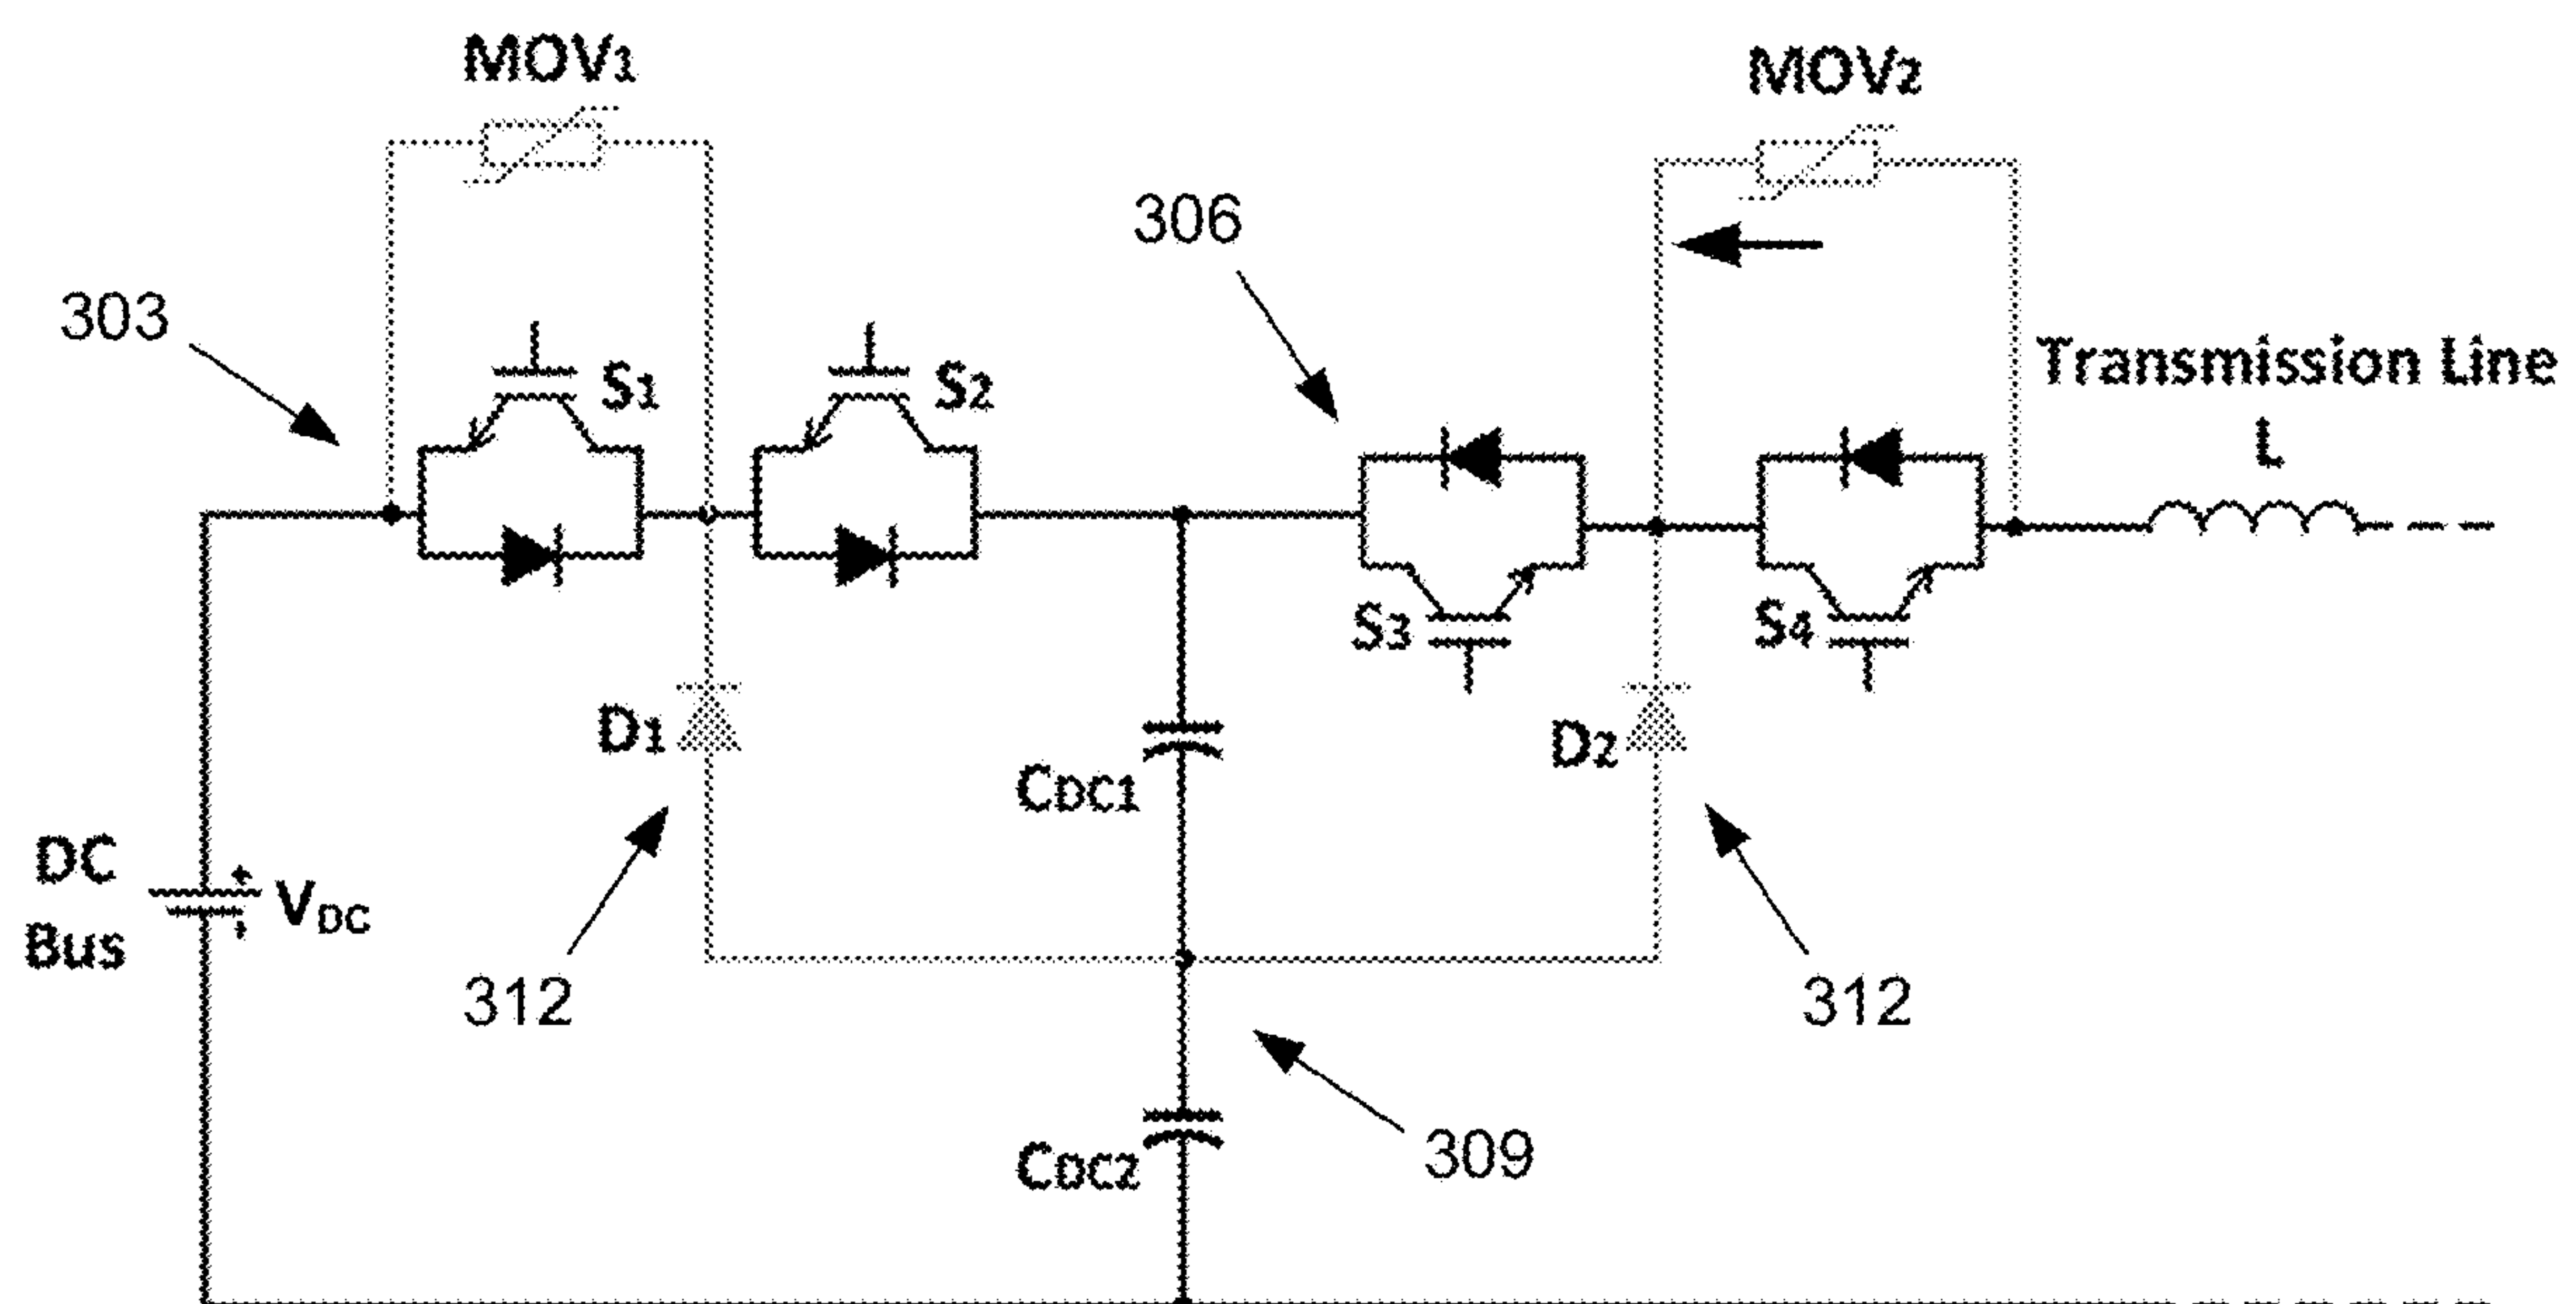 MOV1
MOV2
306
303
S1
S2
Transmission Line
L
S3
S4
D1
D2
CDC1
DC
Bus
+
-
VDC
312
312
309
CDC2